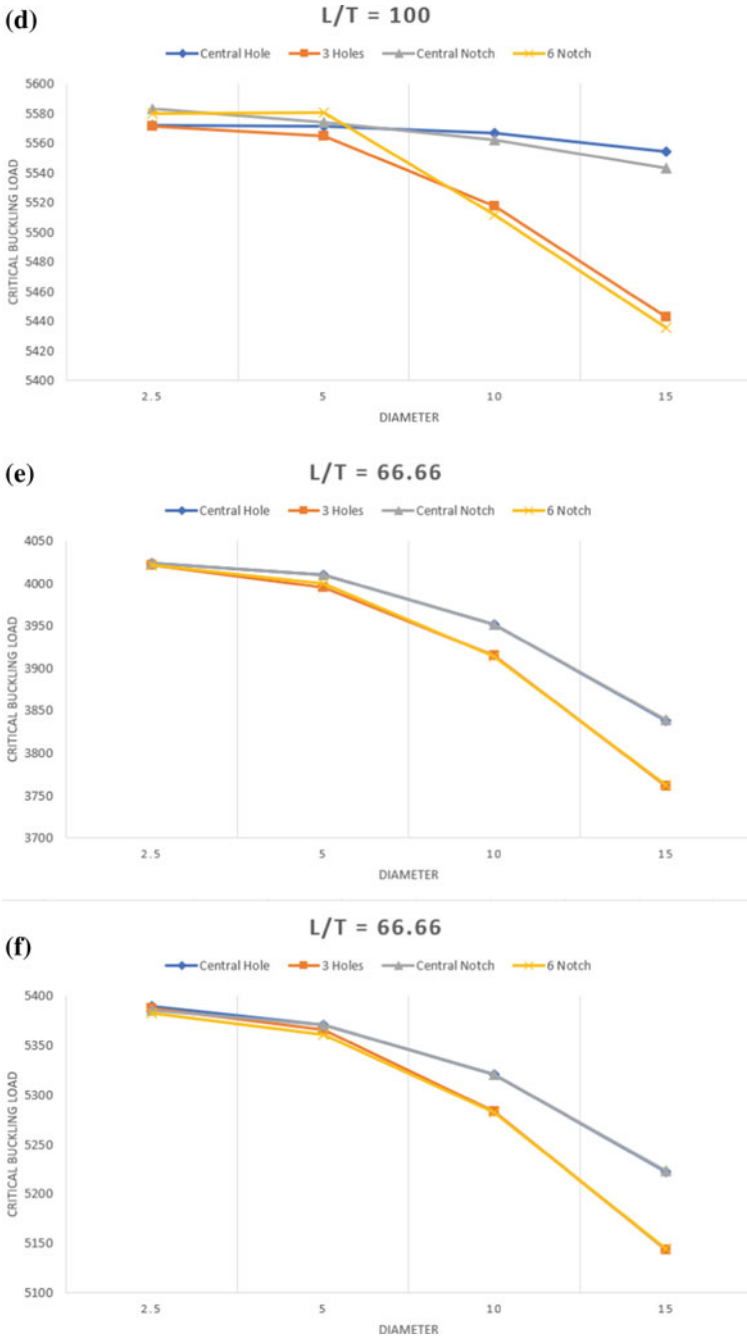 (d)
L/T = 100
Central Hole 3 Holes Central Notch 6 Notch
5600
5580
5560
5540
5520
5500
5480
5460
5440
5420
5400
CRITICAL BUCKLING LOAD
2.5 5 10 15
DIAMETER
(e)
L/T = 66.66
Central Hole 3 Holes Central Notch 6 Notch
4050
4000
3950
3900
3850
3800
3750
3700
CRITICAL BUCKLING LOAD
2.5 5 10 15
DIAMETER
(f)
L/T = 66.66
Central Hole 3 Holes Central Notch 6 Notch
5400
5350
5300
5250
5200
5150
5100
CRITICAL BUCKLING LOAD
2.5 5 10 15
DIAMETER